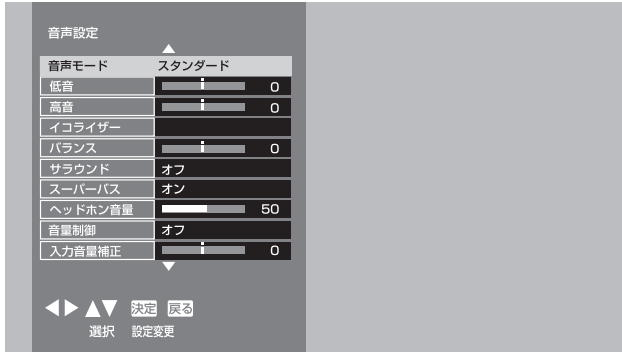 音声設定
音声モード スタンダード
低音 0
高音 0
イコライザー
バランス 0
サラウンド オフ
スーパーバス オン
ヘッドホン音量 50
音量制御 オフ
入力音量補正 0
決定 戻る
選択 設定変更